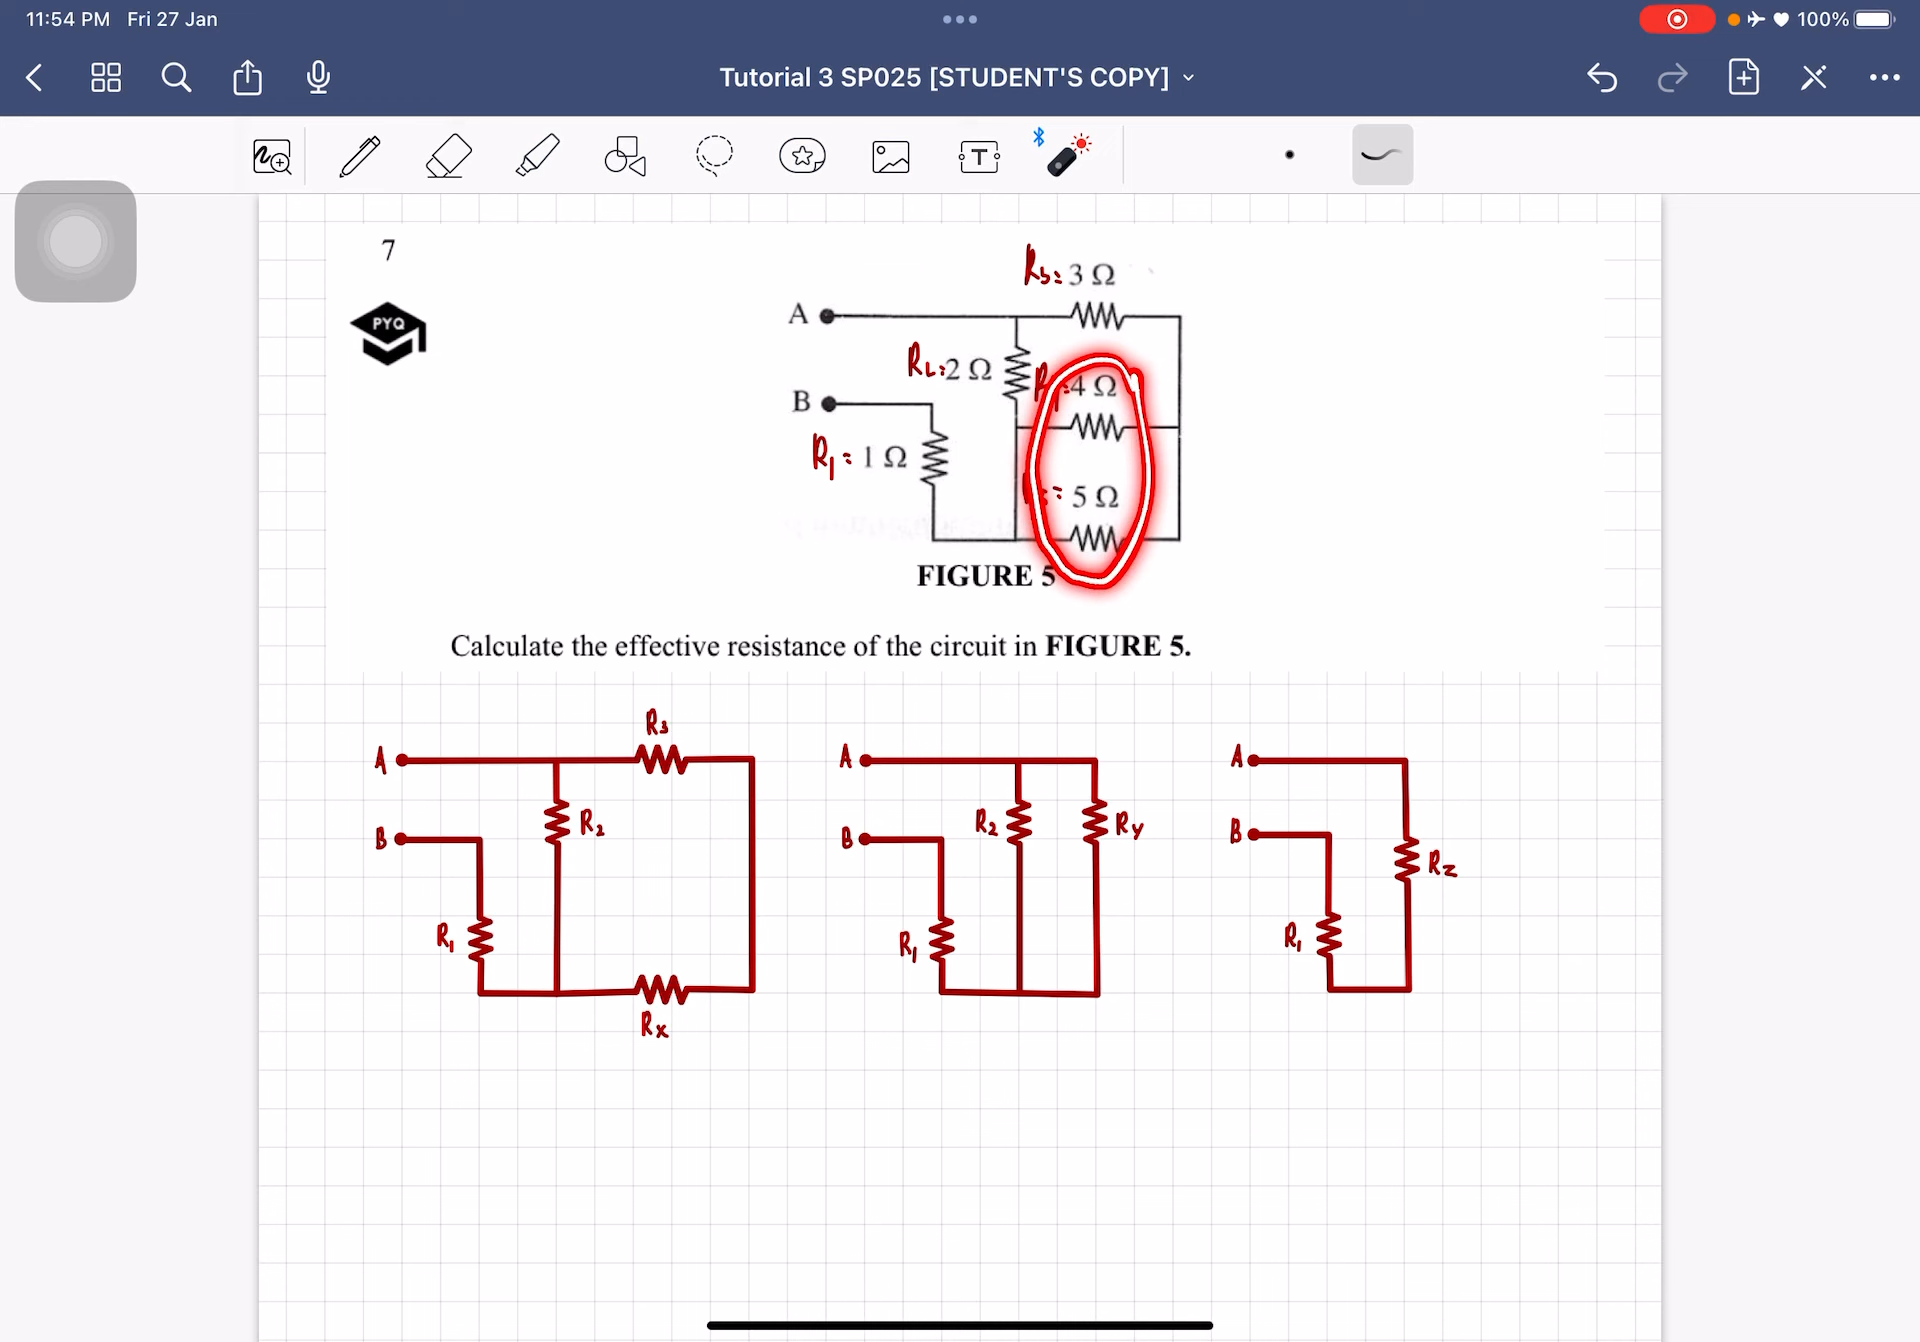 11:54 PM Fri 27 Jan
100%
Tutorial 3 SP025 [STUDENT'S COPY]
7
PYQ
R3= 3 Ω
A
R2= 2 Ω
4 Ω
B
R1 = 1 Ω
= 5 Ω
FIGURE 5
Calculate the effective resistance of the circuit in FIGURE 5.
R3
A
R2
B
R1
Rx
A
R2
Ry
B
R1
A
B
Rz
R1